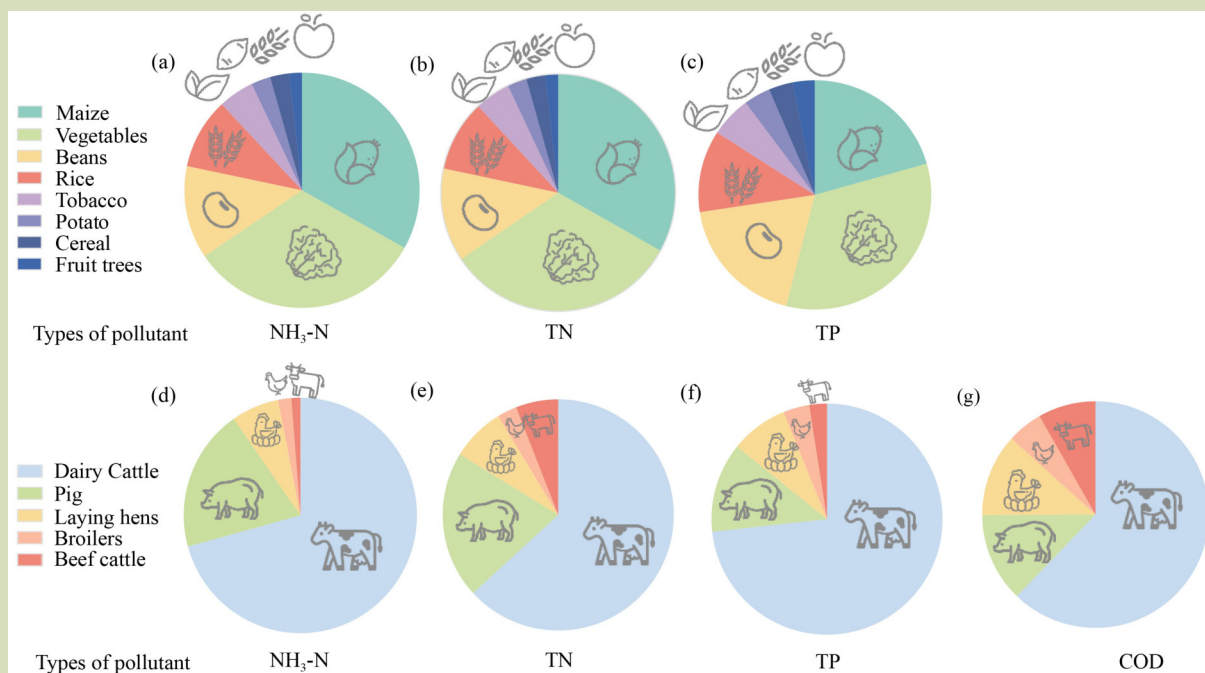 (a)
(b)
(c)
Maize
Vegetables
Beans
Rice
Tobacco
Potato
Cereal
Fruit trees
Types of pollutant NH₃-N TN TP
(d)
(e)
(f)
(g)
Dairy Cattle
Pig
Laying hens
Broilers
Beef cattle
Types of pollutant NH₃-N TN TP COD